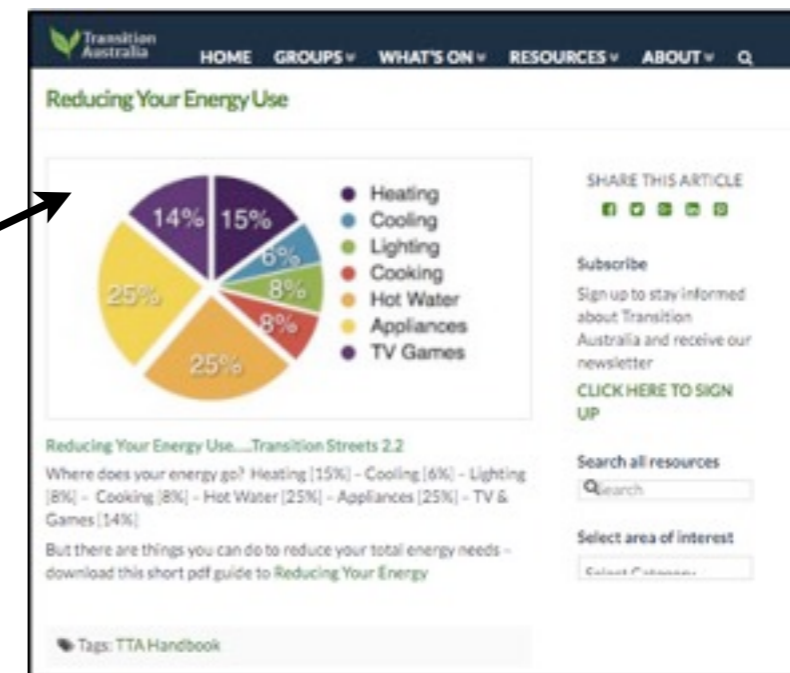 Transition
Australia
HOME GROUPS WHAT'S ON RESOURCES ABOUT
Reducing Your Energy Use
14% 15%
6%
25% 8%
8%
25%
Heating
Cooling
Lighting
Cooking
Hot Water
Appliances
TV Games
Reducing Your Energy Use.....Transition Streets 2.2
Where does your energy go? Heating [15%] – Cooling [6%] – Lighting
[8%] – Cooking [8%] – Hot Water [25%] – Appliances [25%] – TV &
Games [14%]
But there are things you can do to reduce your total energy needs –
download this short pdf guide to Reducing Your Energy
Tags: TTA Handbook
SHARE THIS ARTICLE
Subscribe
Sign up to stay informed
about Transition
Australia and receive our
newsletter
CLICK HERE TO SIGN
UP
Search all resources
Search
Select area of interest
Select Category